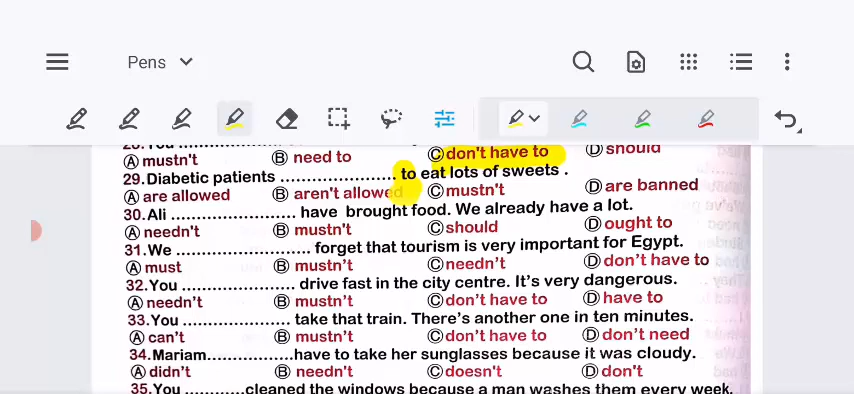 Pens
28.You ........................
Ⓐ mustn't Ⓑ need to Ⓒ don't have to Ⓓ should
29.Diabetic patients ........................ to eat lots of sweets .
Ⓐ are allowed Ⓑ aren't allowed Ⓒ mustn't Ⓓ are banned
30.Ali ........................ have brought food. We already have a lot.
Ⓐ needn't Ⓑ mustn't Ⓒ should Ⓓ ought to
31.We ........................ forget that tourism is very important for Egypt.
Ⓐ must Ⓑ mustn't Ⓒ needn't Ⓓ don't have to
32.You ........................ drive fast in the city centre. It's very dangerous.
Ⓐ needn't Ⓑ mustn't Ⓒ don't have to Ⓓ have to
33.You ........................ take that train. There's another one in ten minutes.
Ⓐ can't Ⓑ mustn't Ⓒ don't have to Ⓓ don't need
34.Mariam....................have to take her sunglasses because it was cloudy.
Ⓐ didn't Ⓑ needn't Ⓒ doesn't Ⓓ don't
35.You ............cleaned the windows because a man washes them every week.